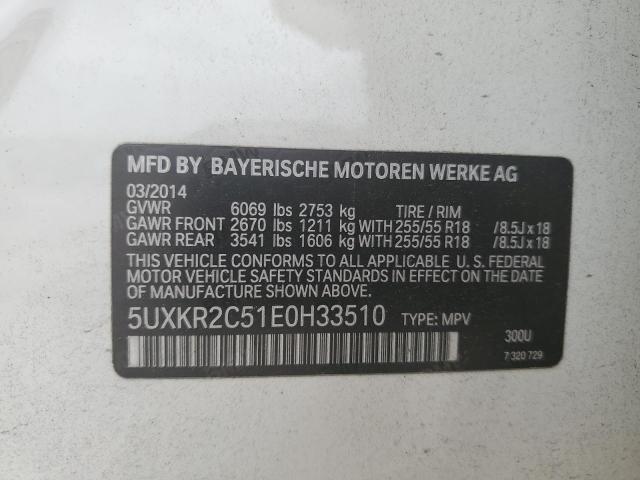 MFD BY BAYERISCHE MOTOREN WERKE AG
03/2014
GVWR 6069 lbs 2753 kg TIRE / RIM
GAWR FRONT 2670 lbs 1211 kg WITH 255/55 R18 /8.5J x 18
GAWR REAR 3541 lbs 1606 kg WITH 255/55 R18 /8.5J x 18
THIS VEHICLE CONFORMS TO ALL APPLICABLE U. S. FEDERAL
MOTOR VEHICLE SAFETY STANDARDS IN EFFECT ON THE DATE
OF MANUFACTURE SHOWN ABOVE.
5UXKR2C51E0H33510 TYPE: MPV
300U
7 320 729